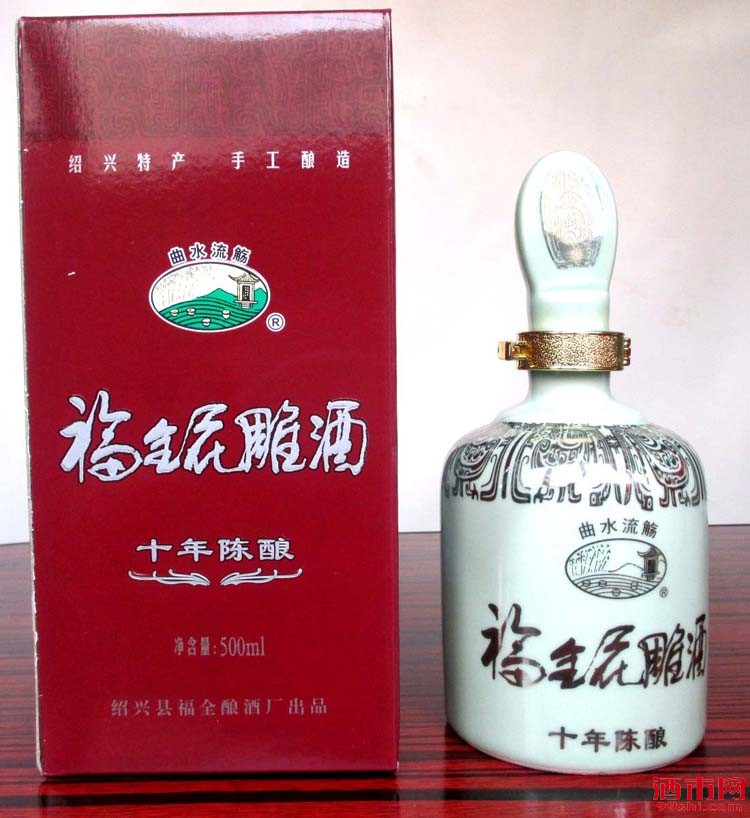 绍兴特产 手工酿造
曲水流觞
®
福全花雕酒
十年陈酿
净含量:500ml
绍兴县福全酿酒厂出品
曲水流觞
®
福全花雕酒
十年陈酿
酒市网
99shi.com